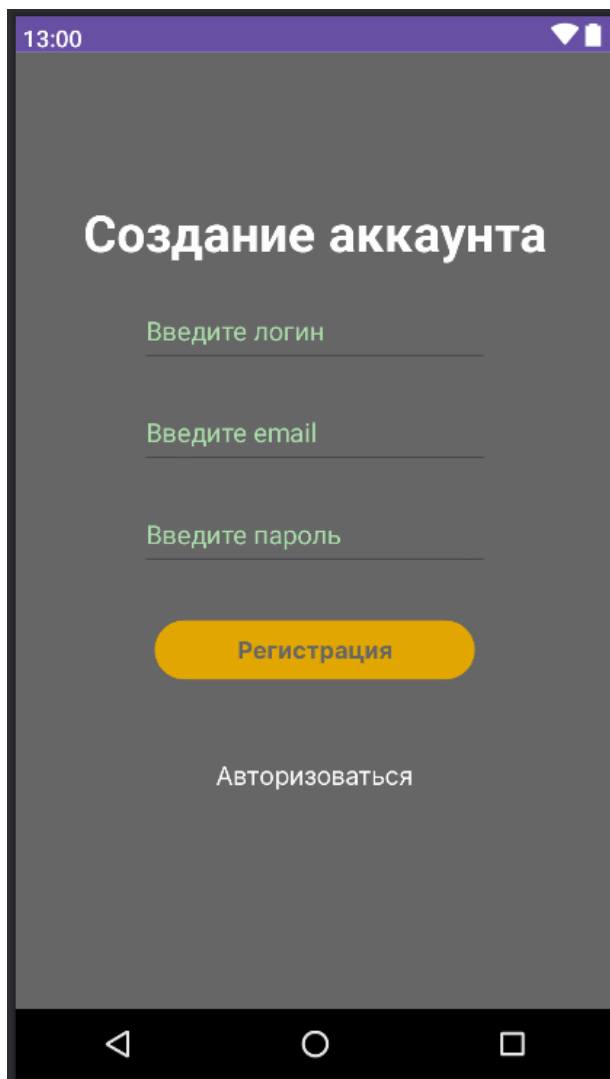 13:00
Создание аккаунта
Введите логин
Введите email
Введите пароль
Регистрация
Авторизоваться